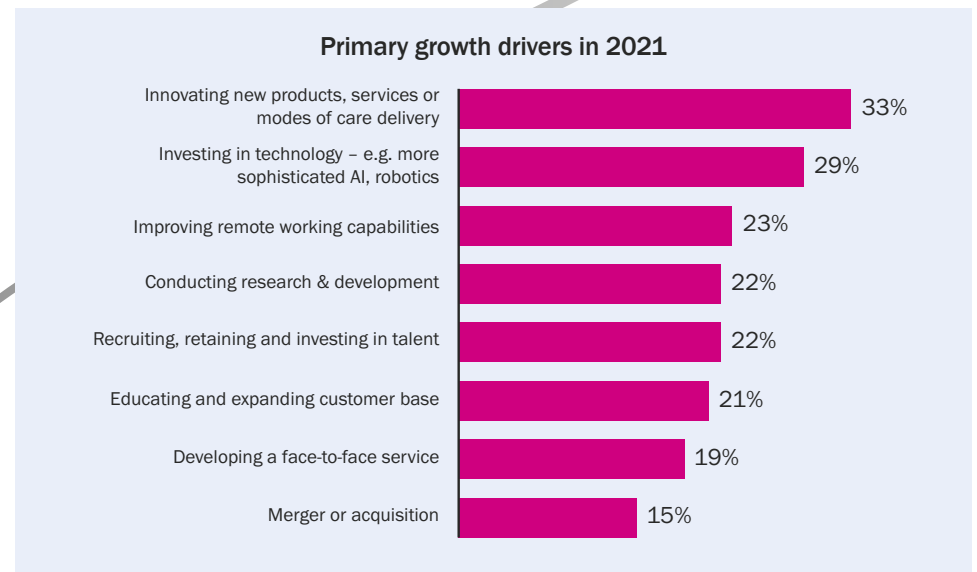 Primary growth drivers in 2021
Innovating new products, services or
modes of care delivery
33%
Investing in technology – e.g. more
sophisticated AI, robotics
29%
Improving remote working capabilities
23%
Conducting research & development
22%
Recruiting, retaining and investing in talent
22%
Educating and expanding customer base
21%
Developing a face-to-face service
19%
Merger or acquisition
15%